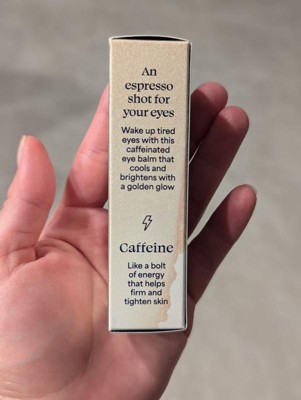 An
espresso
shot for
your eyes
Wake up tired
eyes with this
caffeinated
eye balm that
cools and
brightens with
a golden glow
Caffeine
Like a bolt
of energy
that helps
firm and
tighten skin